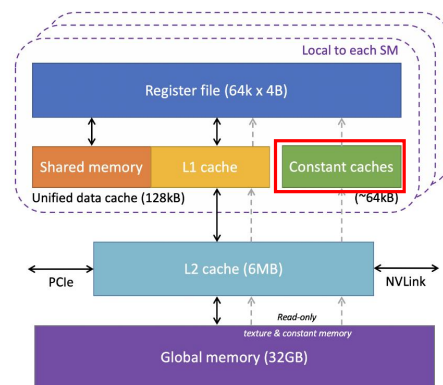 Local to each SM
Register file (64k x 4B)
Shared memory
L1 cache
Constant caches
Unified data cache (128kB)
(~64kB)
L2 cache (6MB)
PCIe
NVLink
Read-only
texture & constant memory
Global memory (32GB)